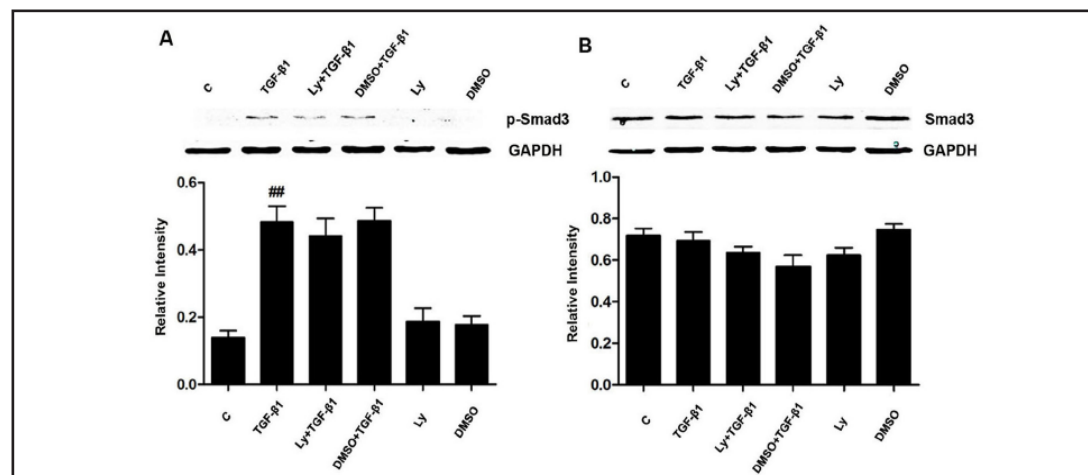 A
C TGF-β1 Ly+TGF-β1 DMSO+TGF-β1 Ly DMSO
p-Smad3
GAPDH
0.6
0.4
0.2
0.0
Relative Intensity
##
C TGF-β1 Ly+TGF-β1 DMSO+TGF-β1 Ly DMSO
B
C TGF-β1 Ly+TGF-β1 DMSO+TGF-β1 Ly DMSO
Smad3
GAPDH
1.0
0.8
0.6
0.4
0.2
0.0
Relative Intensity
C TGF-β1 Ly+TGF-β1 DMSO+TGF-β1 Ly DMSO